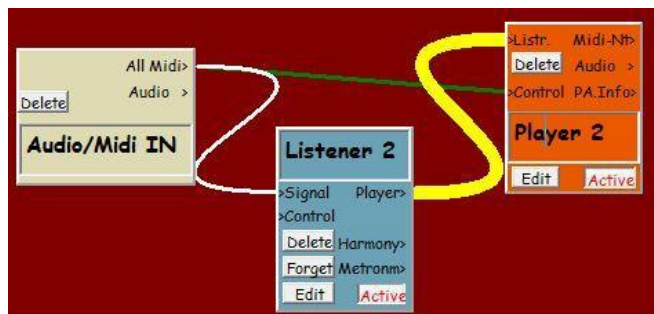 All Midi>
Audio >
Delete
Audio/Midi IN
Listener 2
>Signal Player>
>Control
Delete Harmony>
Forget Metronm>
Edit Active
>Listr. Midi-Nt>
Delete Audio >
>Control PA.Info>
Player 2
Edit Active